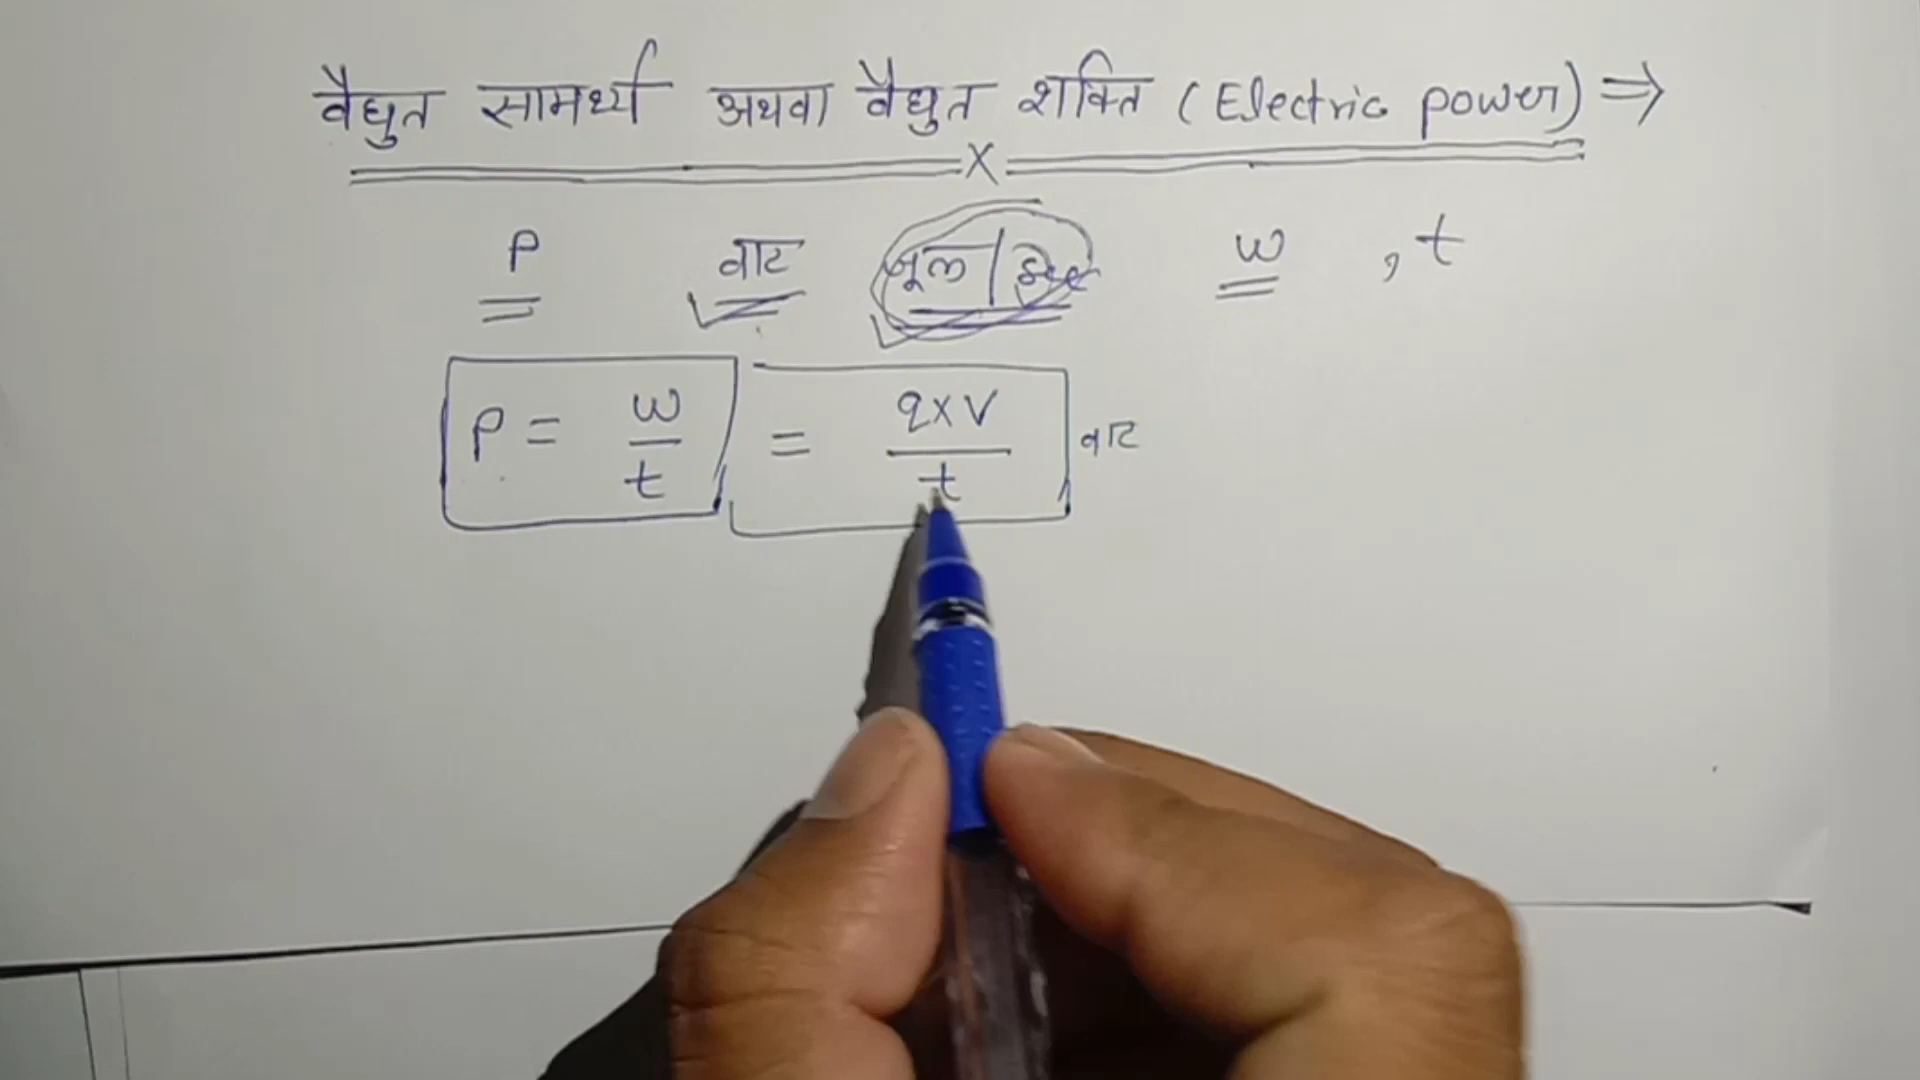 वैद्युत सामर्थ्य अथवा वैद्युत शक्ति (Electric power) ⇒
X
P वाट जूल/ w , t
P = w/t = q×V/t वाट